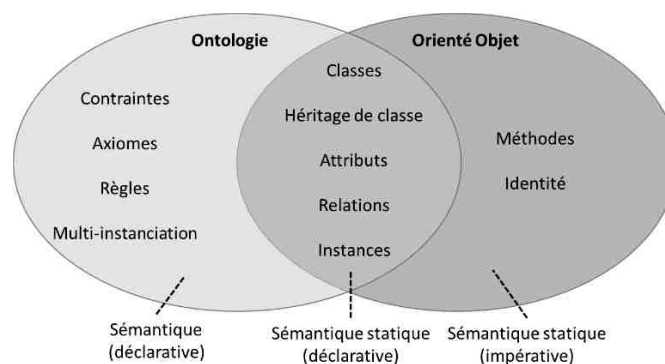 Ontologie
Orienté Objet
Contraintes
Axiomes
Règles
Multi-instanciation
Classes
Héritage de classe
Attributs
Relations
Instances
Méthodes
Identité
Sémantique
(déclarative)
Sémantique statique
(déclarative)
Sémantique statique
(impérative)